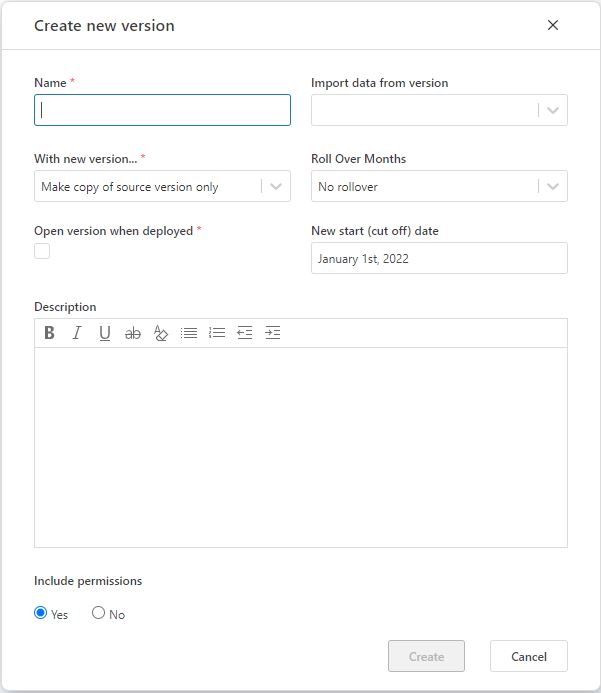 Create new version
Name *
Import data from version
With new version... *
Roll Over Months
Make copy of source version only
No rollover
Open version when deployed *
New start (cut off) date
January 1st, 2022
Description
B I U ab A
Include permissions
Yes No
Create Cancel